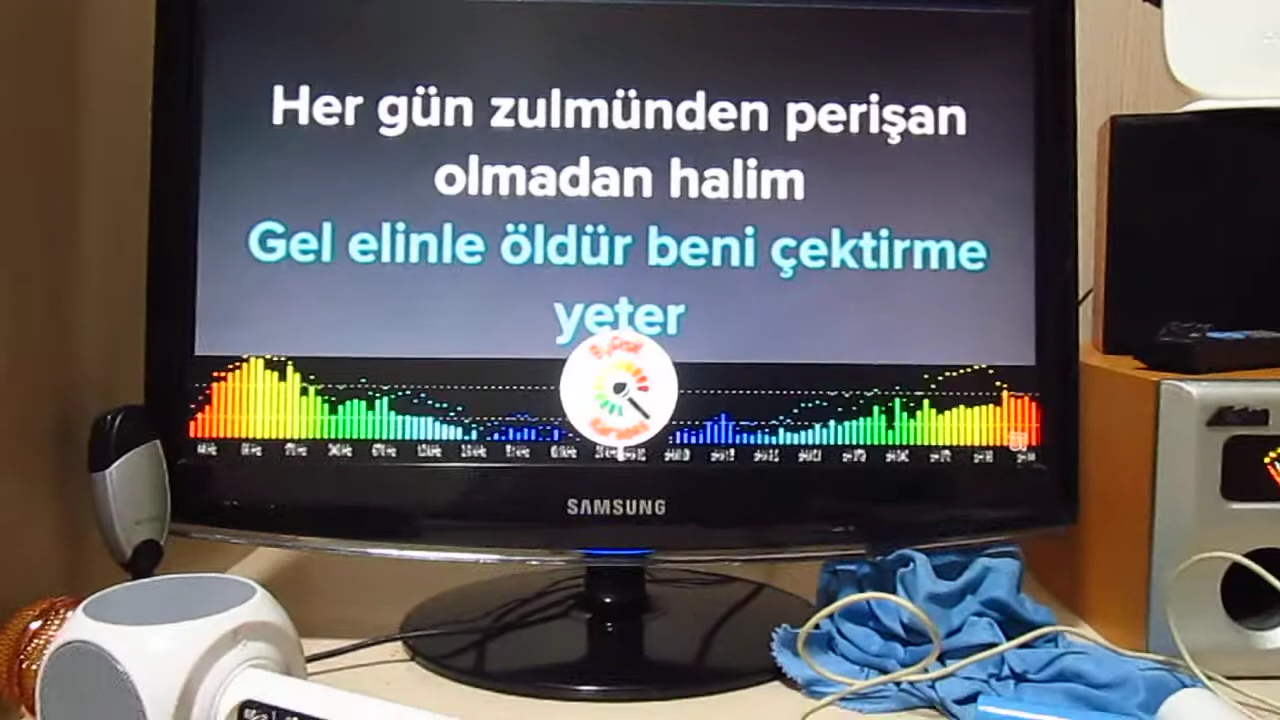 Her gün zulmünden perişan
olmadan halim
Gel elinle öldür beni çektirme
yeter
SAMSUNG